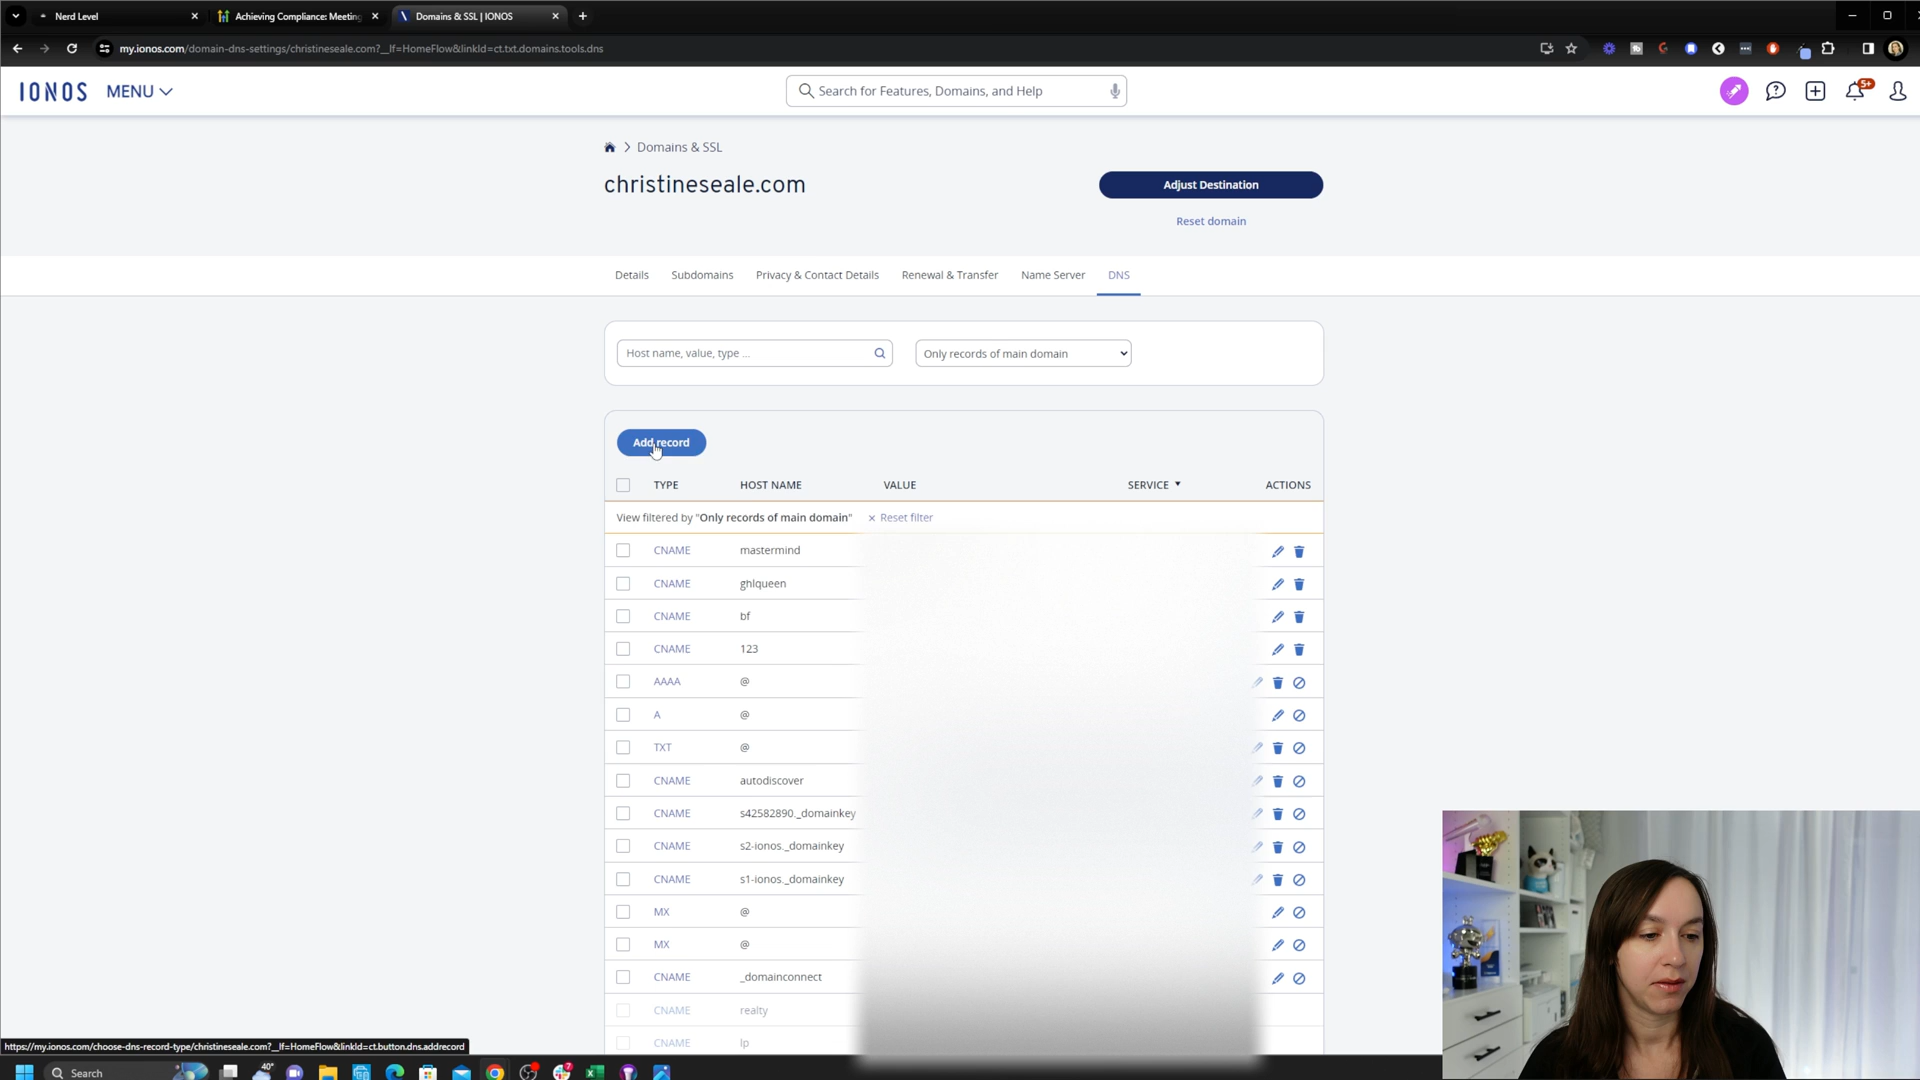 Nerd Level
Achieving Compliance: Meeting
Domains & SSL | IONOS
my.ionos.com/domain-dns-settings/christineseale.com?__lf=HomeFlow&linkId=ct.txt.domains.tools.dns
IONOS MENU
Search for Features, Domains, and Help
5+
Domains & SSL
christineseale.com
Adjust Destination
Reset domain
Details Subdomains Privacy & Contact Details Renewal & Transfer Name Server DNS
Host name, value, type ...
Only records of main domain
Add record
TYPE HOST NAME VALUE SERVICE ACTIONS
View filtered by "Only records of main domain" × Reset filter
CNAME mastermind
CNAME ghlqueen
CNAME bf
CNAME 123
AAAA @
A @
TXT @
CNAME autodiscover
CNAME s42582890._domainkey
CNAME s2-ionos._domainkey
CNAME s1-ionos._domainkey
MX @
MX @
CNAME _domainconnect
CNAME realty
CNAME lp
https://my.ionos.com/choose-dns-record-type/christineseale.com?__lf=HomeFlow&linkId=ct.button.dns.addrecord
Search
40°